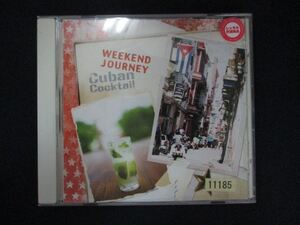 WEEKEND
JOURNEY
Cuban
Cocktail
11185